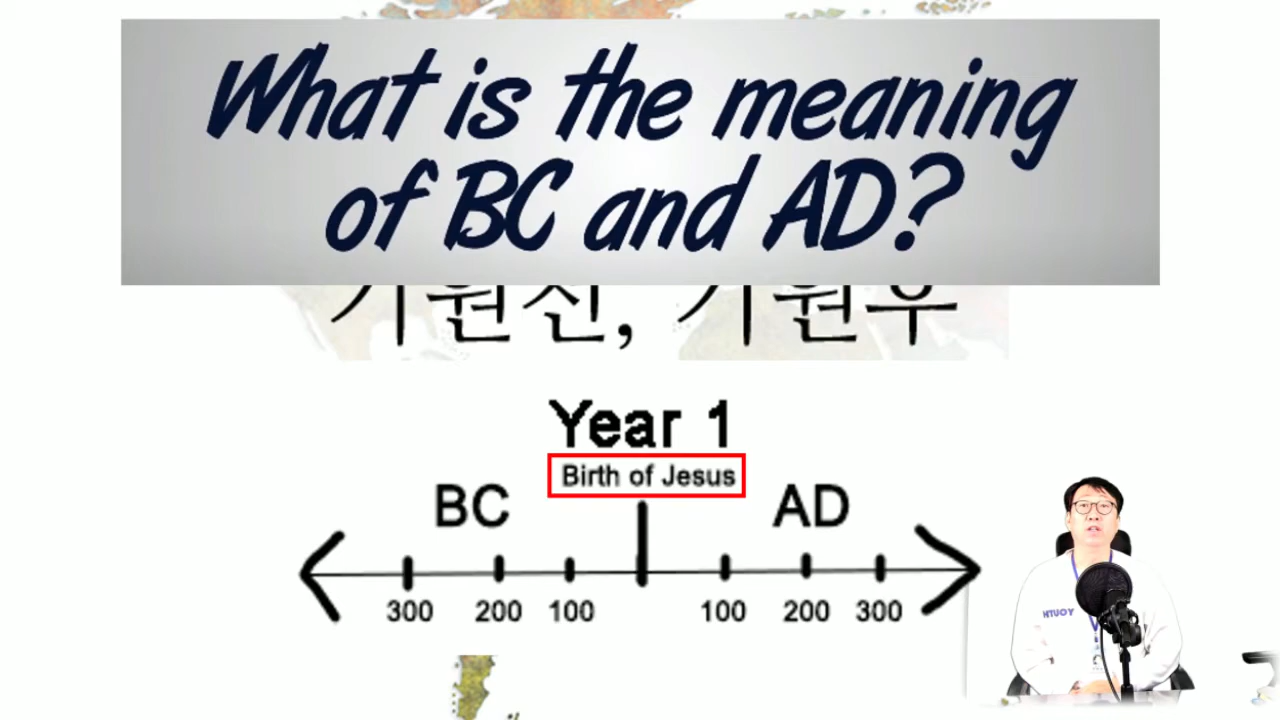 What is the meaning
of BC and AD?
기원전, 기원후
Year 1
Birth of Jesus
BC
AD
300 200 100 100 200 300